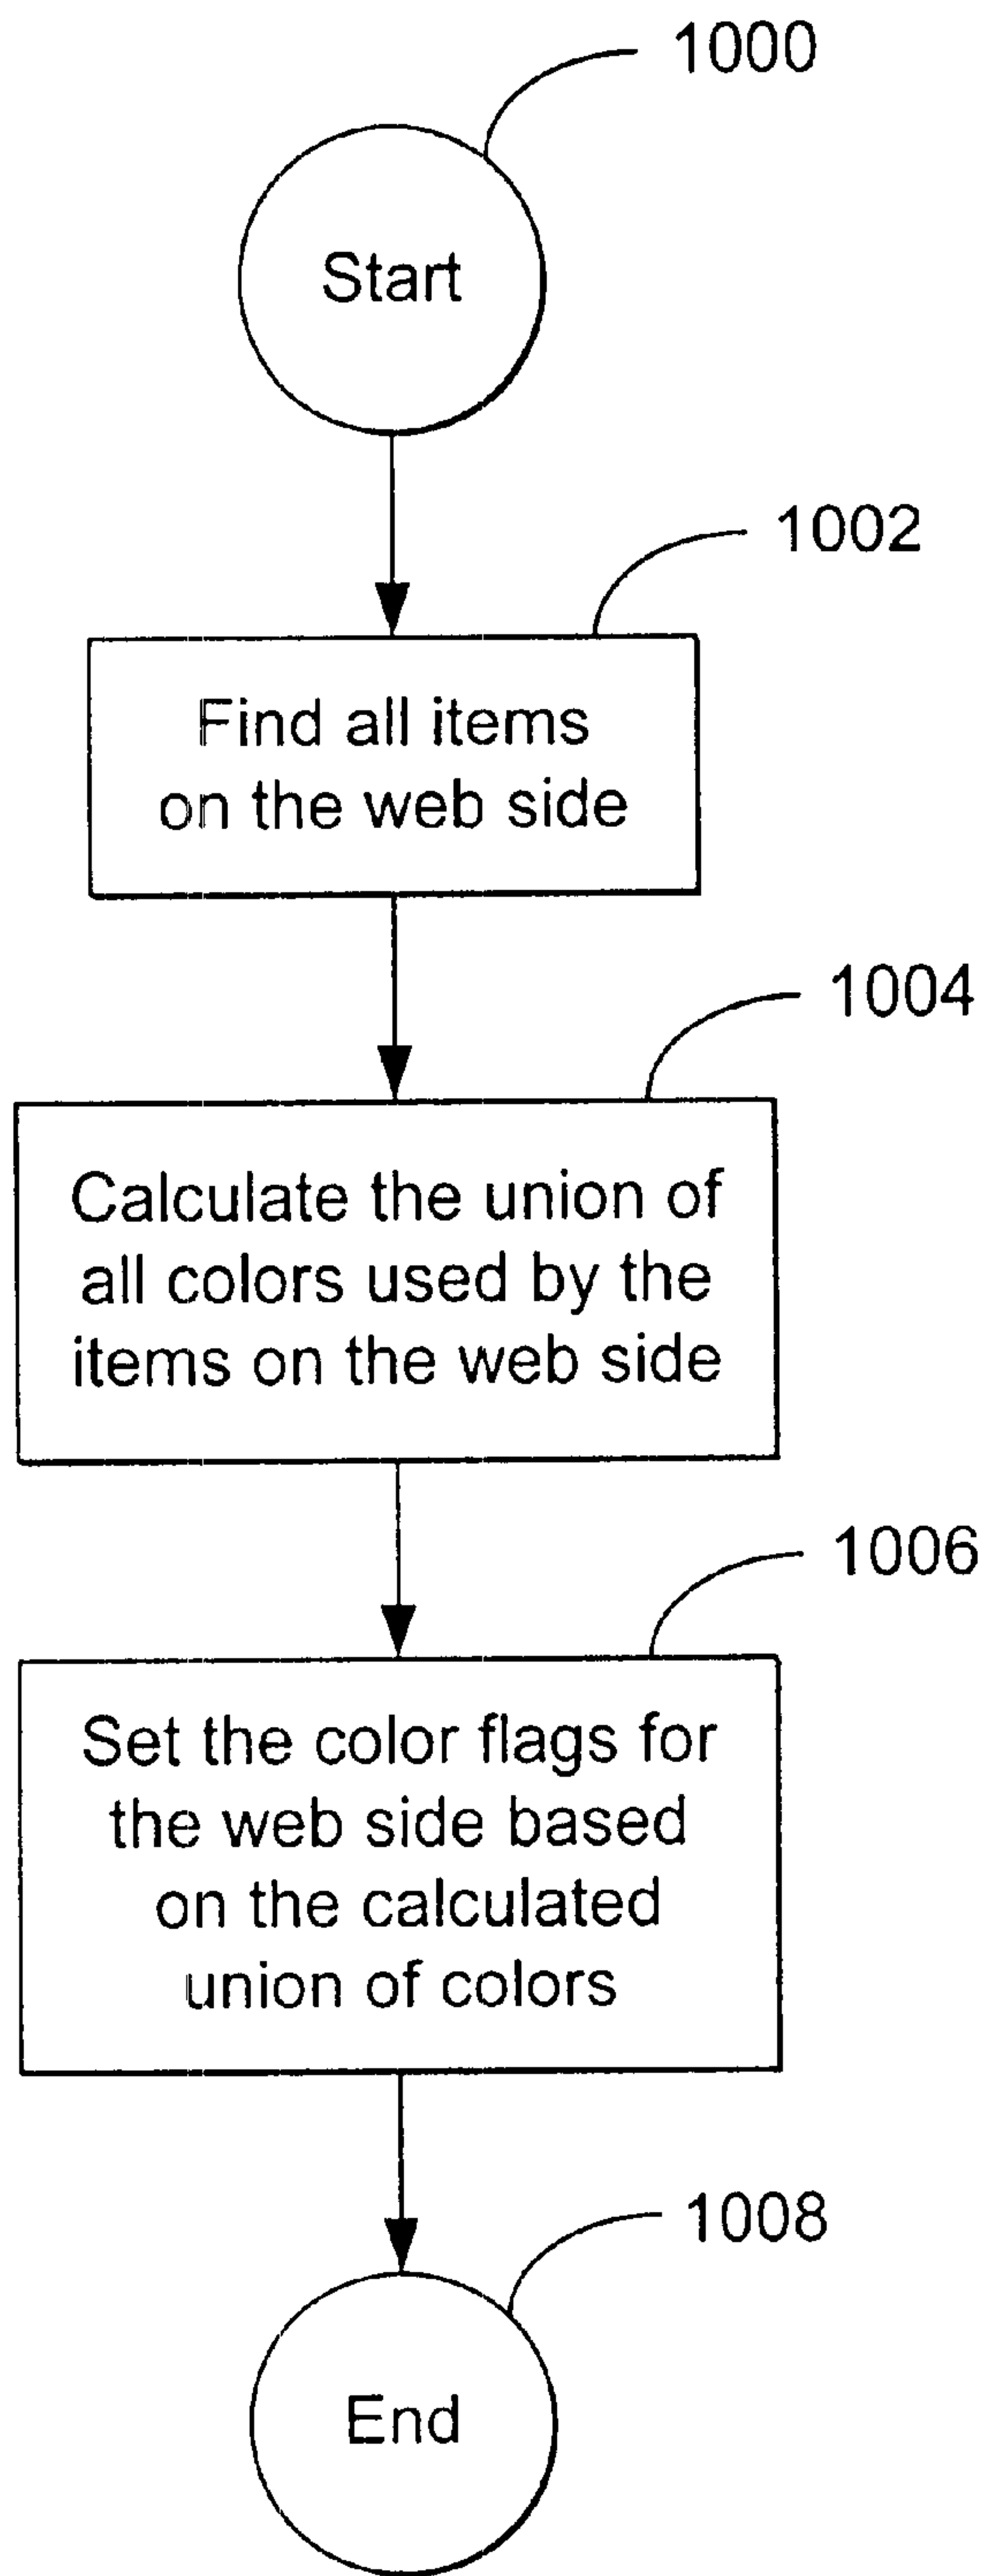 1000
Start
1002
Find all items
on the web side
1004
Calculate the union of
all colors used by the
items on the web side
1006
Set the color flags for
the web side based
on the calculated
union of colors
1008
End